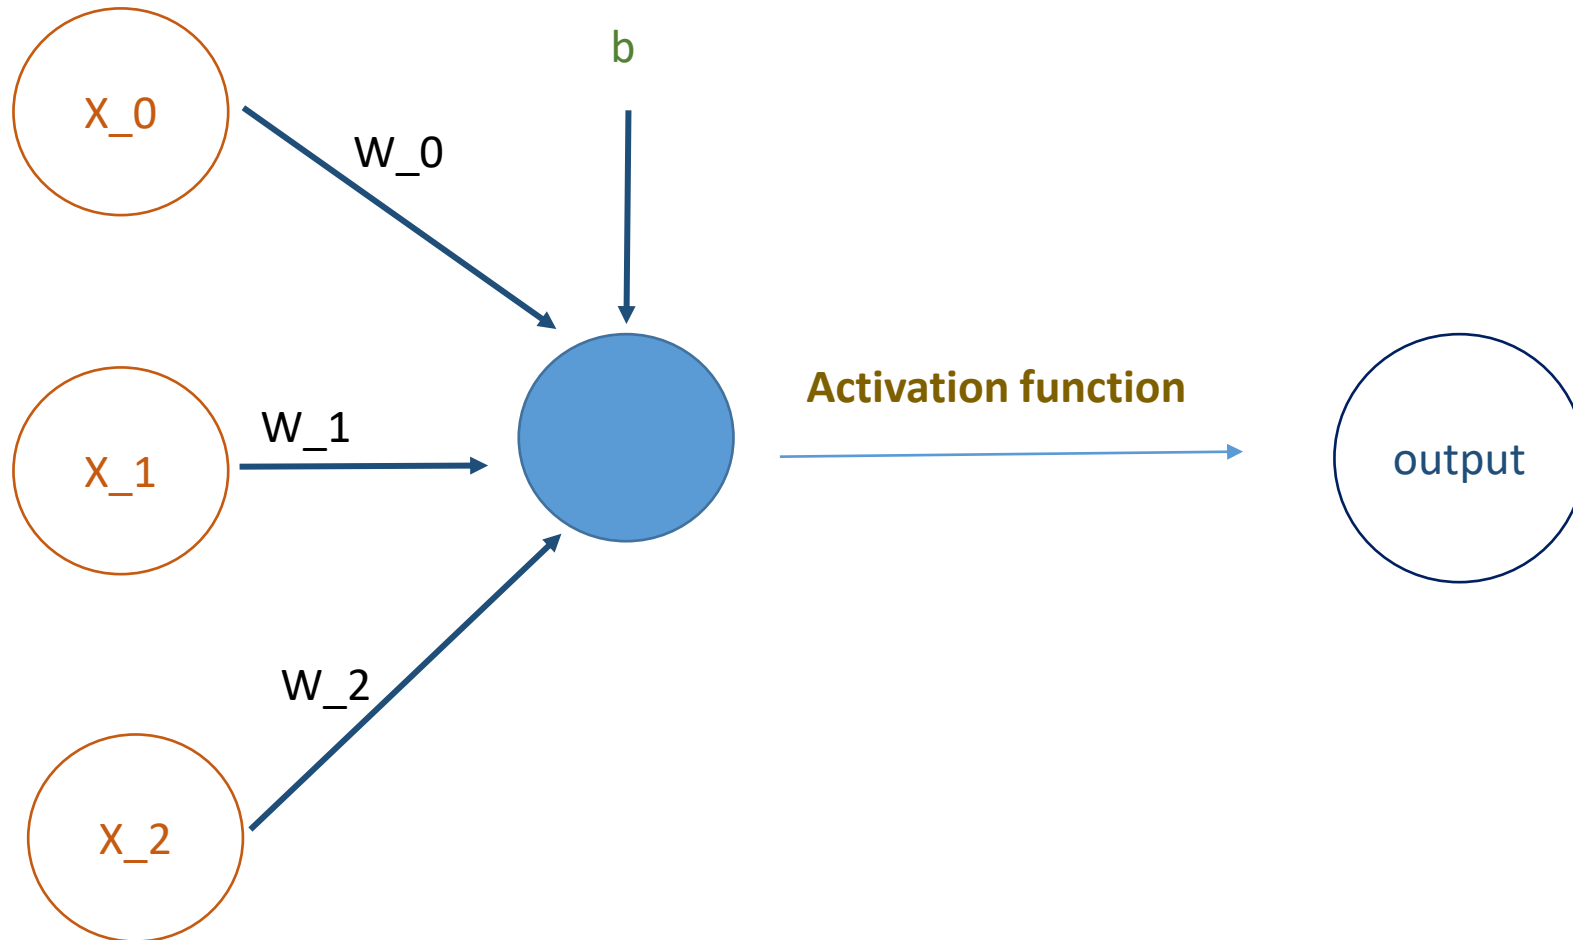 X_0
b
W_0
W_1
X_1
W_2
X_2
Activation function
output